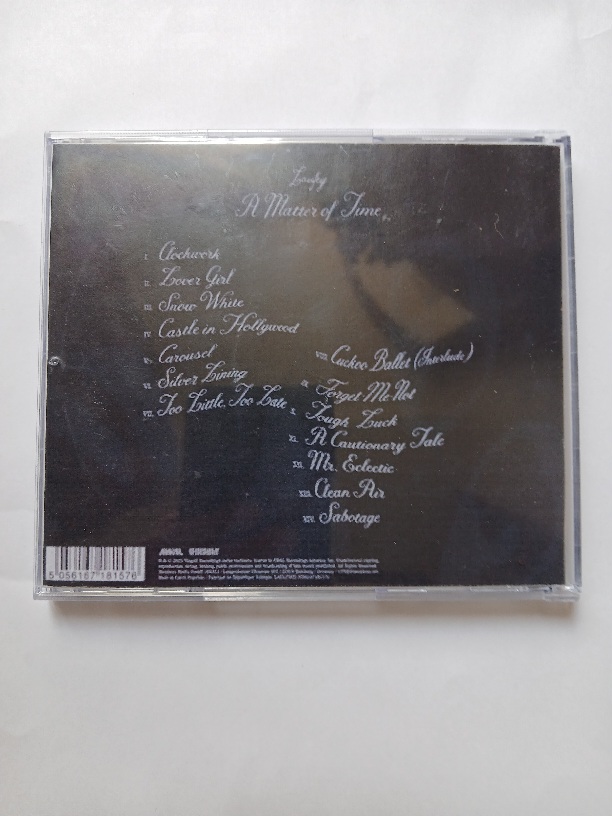 Laufey
A Matter of Time
I. Clockwork
II. Lover Girl
III. Snow White
IV. Castle in Hollywood
V. Carousel
VI. Silver Lining
VII. Too Little, Too Late
VIII. Cuckoo Ballet (Interlude)
IX. Forget Me Not
X. Tough Luck
XI. A Cautionary Tale
XII. Mr. Eclectic
XIII. Clean Air
XIV. Sabotage
AWAL
5 056167 181576